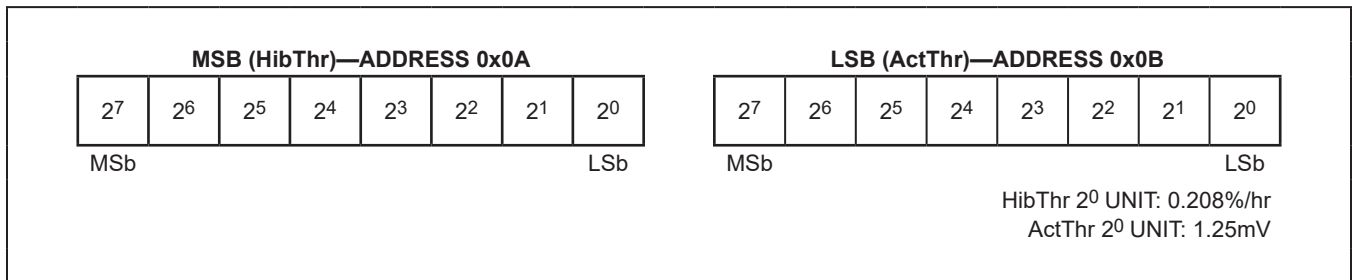 MSB (HibThr)—ADDRESS 0x0A
LSB (ActThr)—ADDRESS 0x0B
2⁷ 2⁶ 2⁵ 2⁴ 2³ 2² 2¹ 2⁰
2⁷ 2⁶ 2⁵ 2⁴ 2³ 2² 2¹ 2⁰
MSb LSb
MSb LSb
HibThr 2⁰ UNIT: 0.208%/hr
ActThr 2⁰ UNIT: 1.25mV